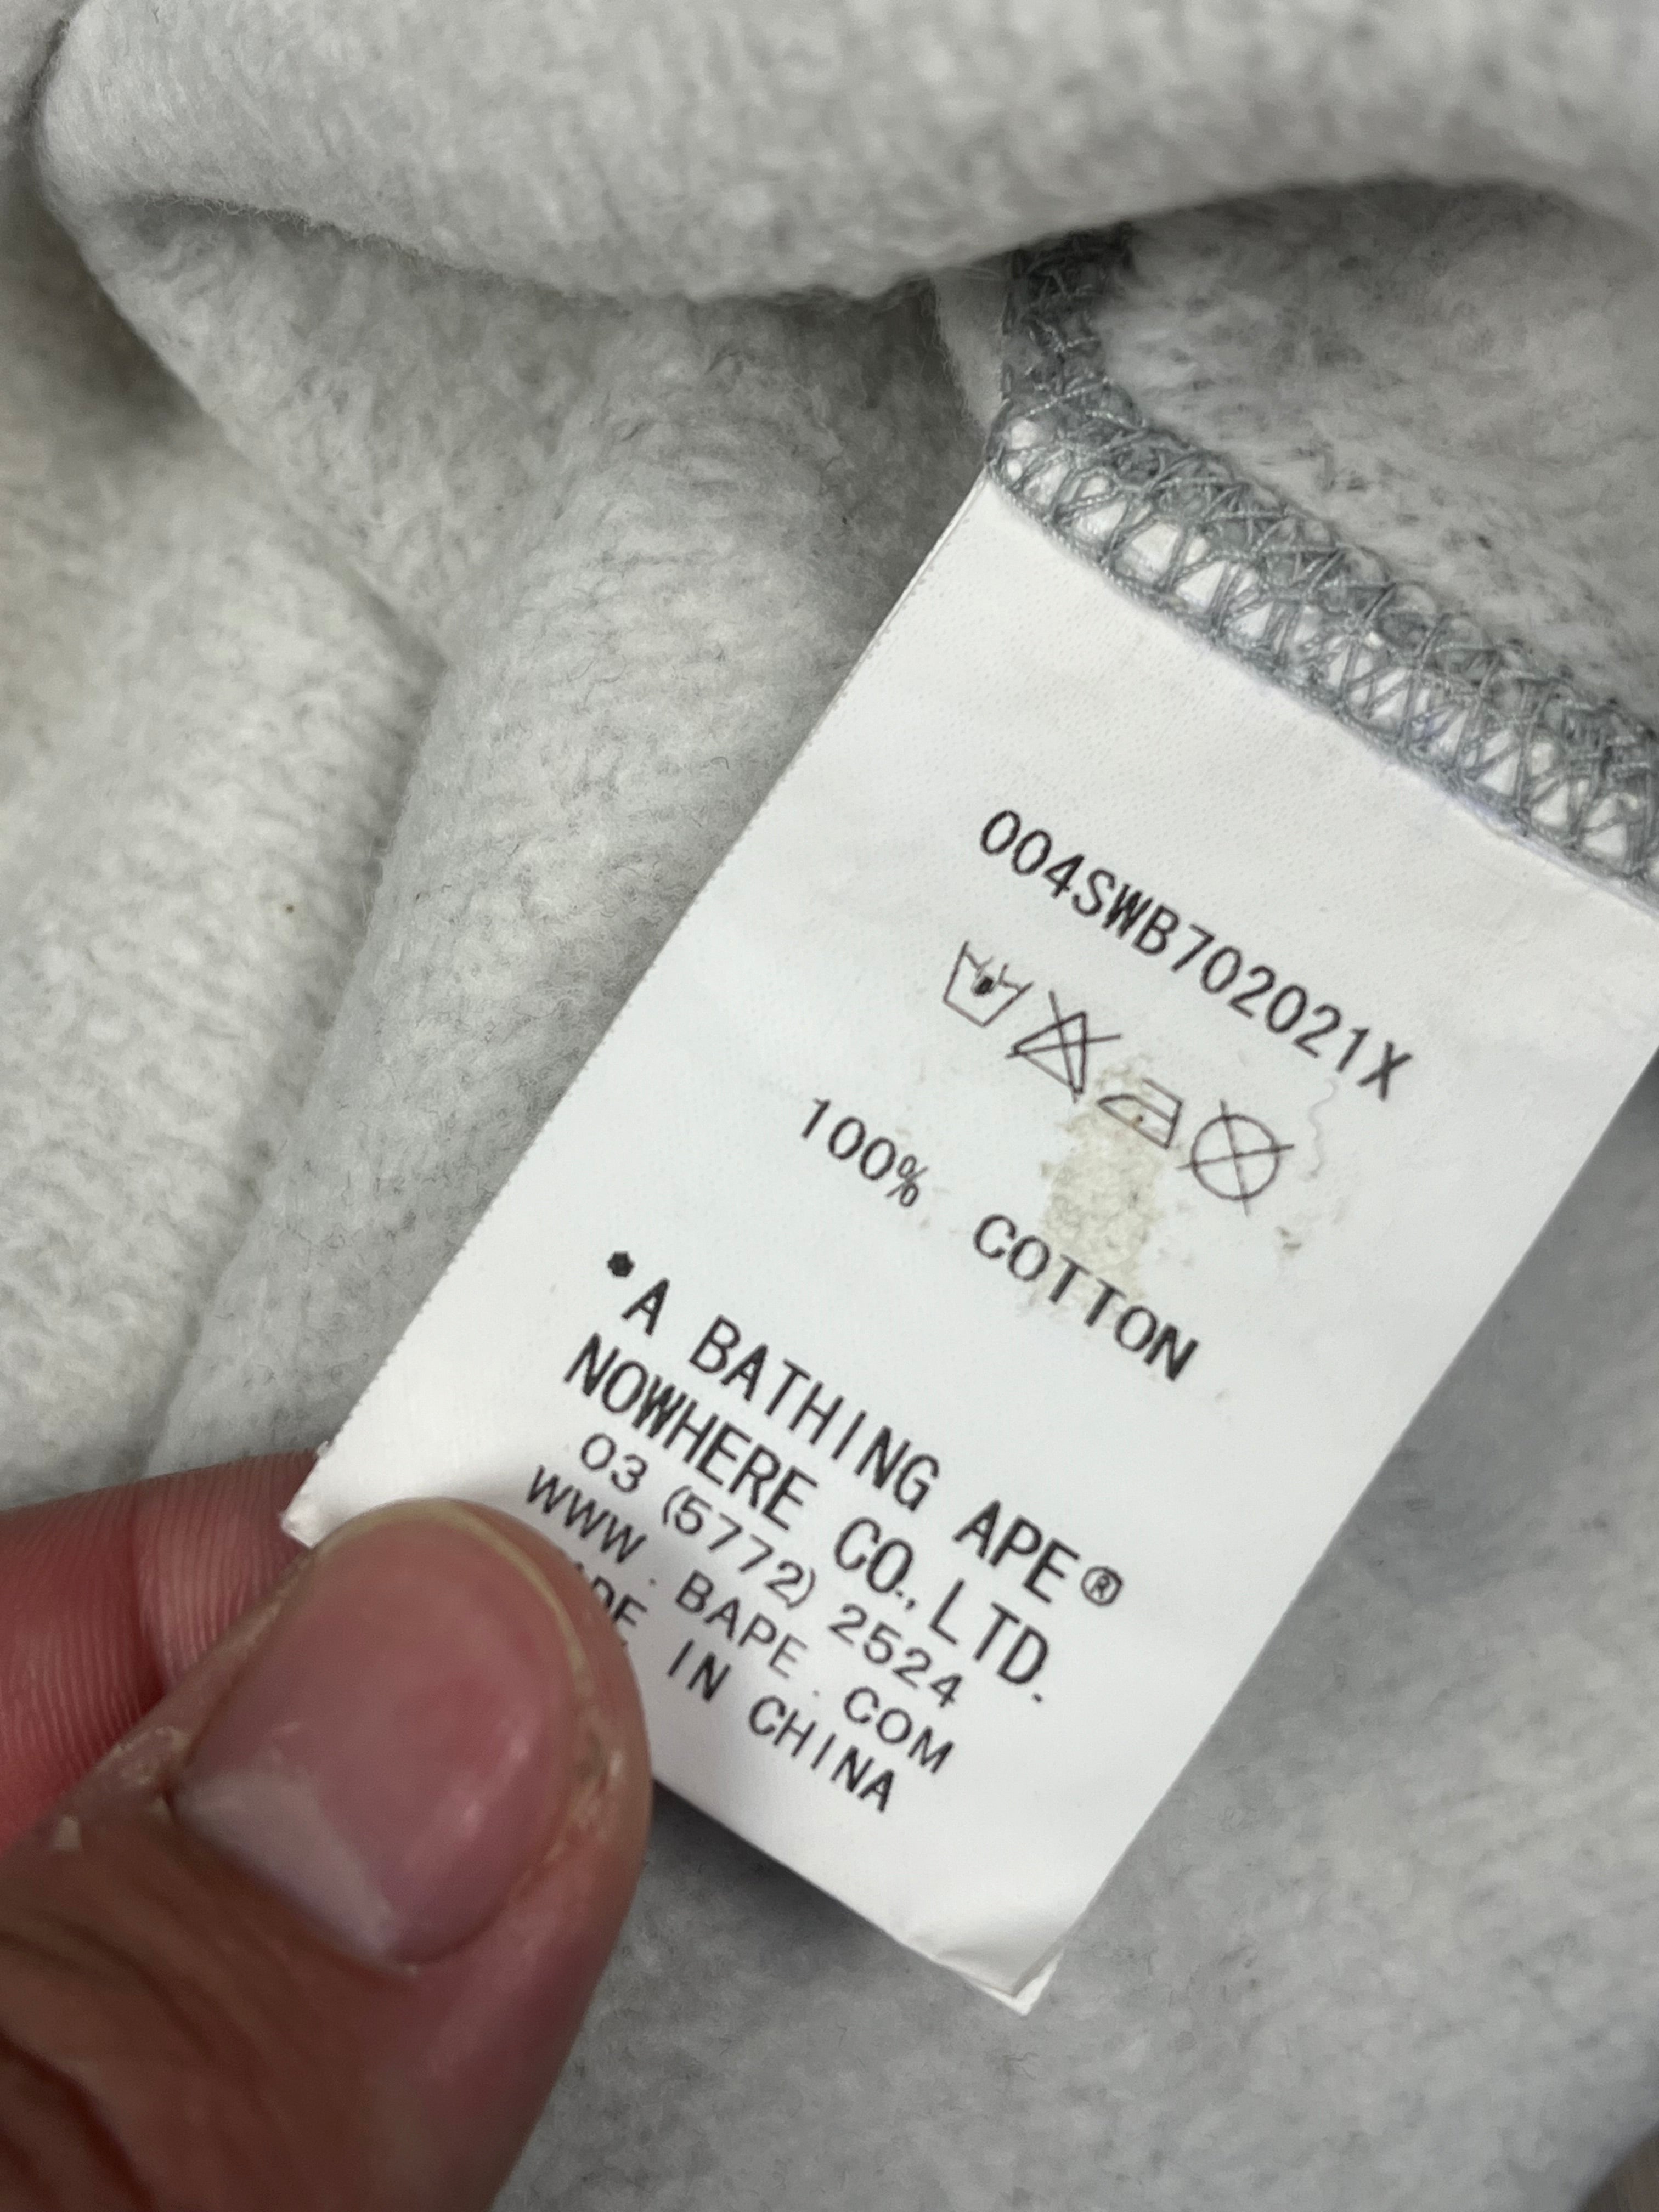 004SWB702021X
100% COTTON
•A BATHING APE®
NOWHERE CO., LTD.
03 (5772) 2524
WWW . BAPE . COM
IN CHINA